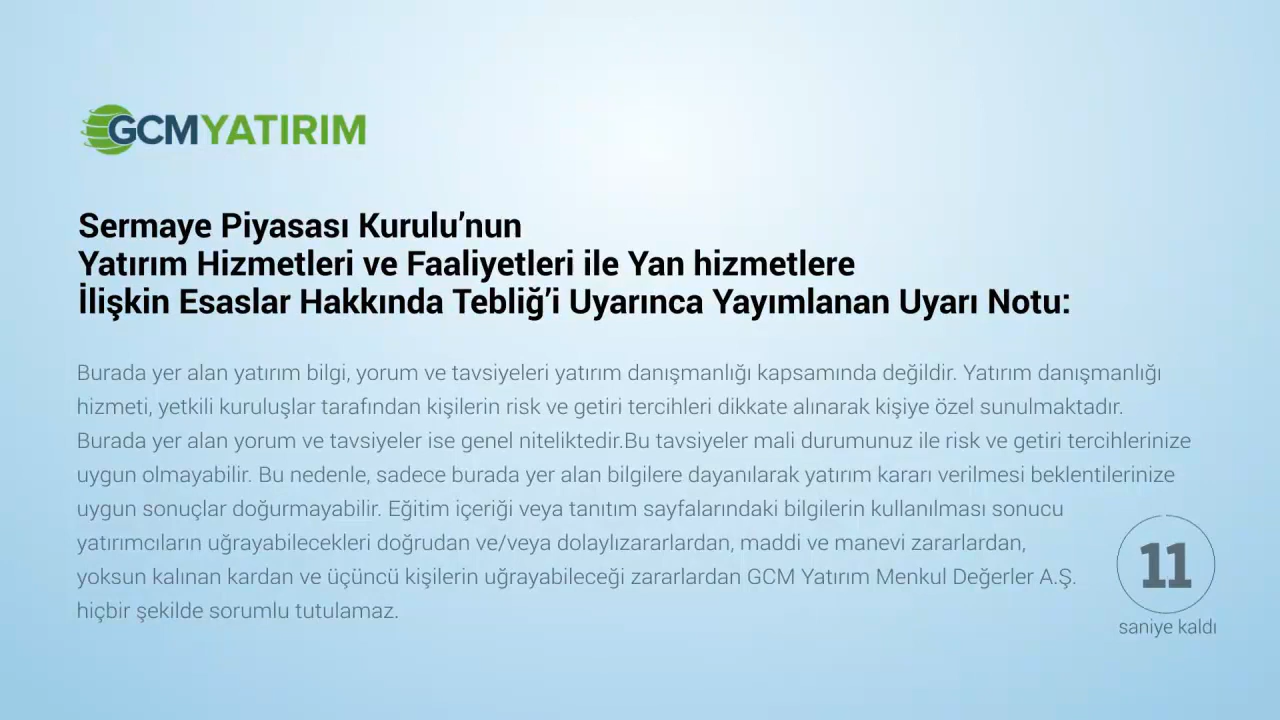 GCMYATIRIM
Sermaye Piyasası Kurulu’nun
Yatırım Hizmetleri ve Faaliyetleri ile Yan hizmetlere
İlişkin Esaslar Hakkında Tebliğ’i Uyarınca Yayımlanan Uyarı Notu:
Burada yer alan yatırım bilgi, yorum ve tavsiyeleri yatırım danışmanlığı kapsamında değildir. Yatırım danışmanlığı
hizmeti, yetkili kuruluşlar tarafından kişilerin risk ve getiri tercihleri dikkate alınarak kişiye özel sunulmaktadır.
Burada yer alan yorum ve tavsiyeler ise genel niteliktedir.Bu tavsiyeler mali durumunuz ile risk ve getiri tercihlerinize
uygun olmayabilir. Bu nedenle, sadece burada yer alan bilgilere dayanılarak yatırım kararı verilmesi beklentilerinize
uygun sonuçlar doğurmayabilir. Eğitim içeriği veya tanıtım sayfalarındaki bilgilerin kullanılması sonucu
yatırımcıların uğrayabilecekleri doğrudan ve/veya dolaylızararlardan, maddi ve manevi zararlardan,
yoksun kalınan kardan ve üçüncü kişilerin uğrayabileceği zararlardan GCM Yatırım Menkul Değerler A.Ş.
hiçbir şekilde sorumlu tutulamaz.
11
saniye kaldı